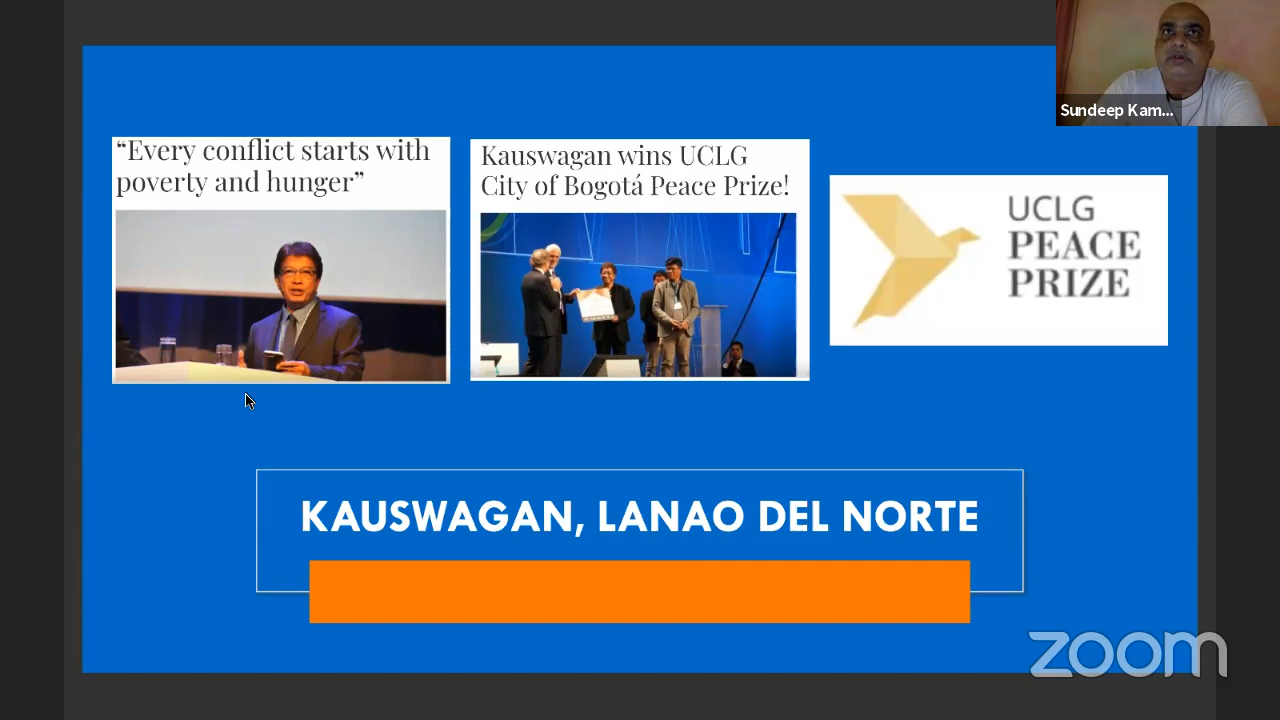 Sundeep Kam...
“Every conflict starts with
poverty and hunger”
Kauswagan wins UCLG
City of Bogotá Peace Prize!
UCLG
PEACE
PRIZE
KAUSWAGAN, LANAO DEL NORTE
zoom